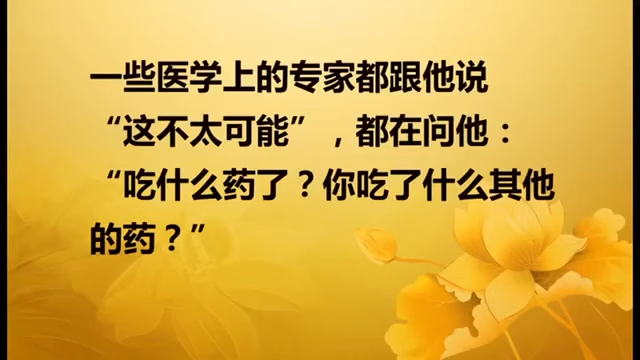 一些医学上的专家都跟他说
“这不太可能”，都在问他：
“吃什么药了？你吃了什么其他
的药？”